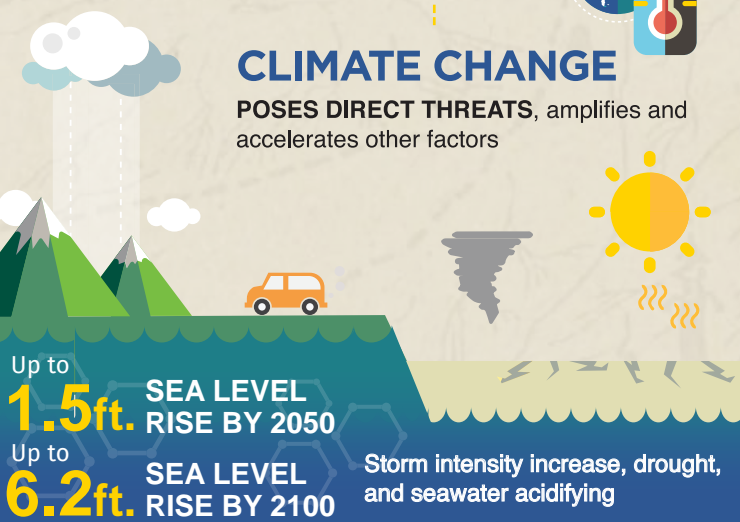 CLIMATE CHANGE
POSES DIRECT THREATS, amplifies and
accelerates other factors
Up to
1.5ft. SEA LEVEL
RISE BY 2050
Up to
6.2ft. SEA LEVEL
RISE BY 2100
Storm intensity increase, drought,
and seawater acidifying